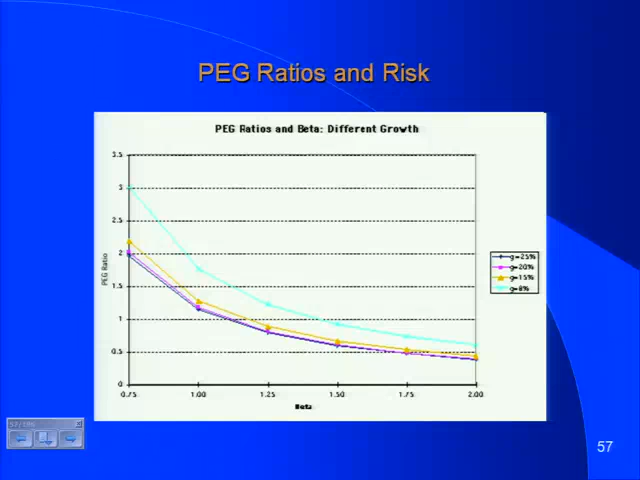 PEG Ratios and Risk
PEG Ratios and Beta: Different Growth
3.5
3
2.5
2
1.5
1
0.5
0
PEG Ratio
0.75 1.00 1.25 1.50 1.75 2.00
Beta
g=25%
g=20%
g=15%
g=8%
57